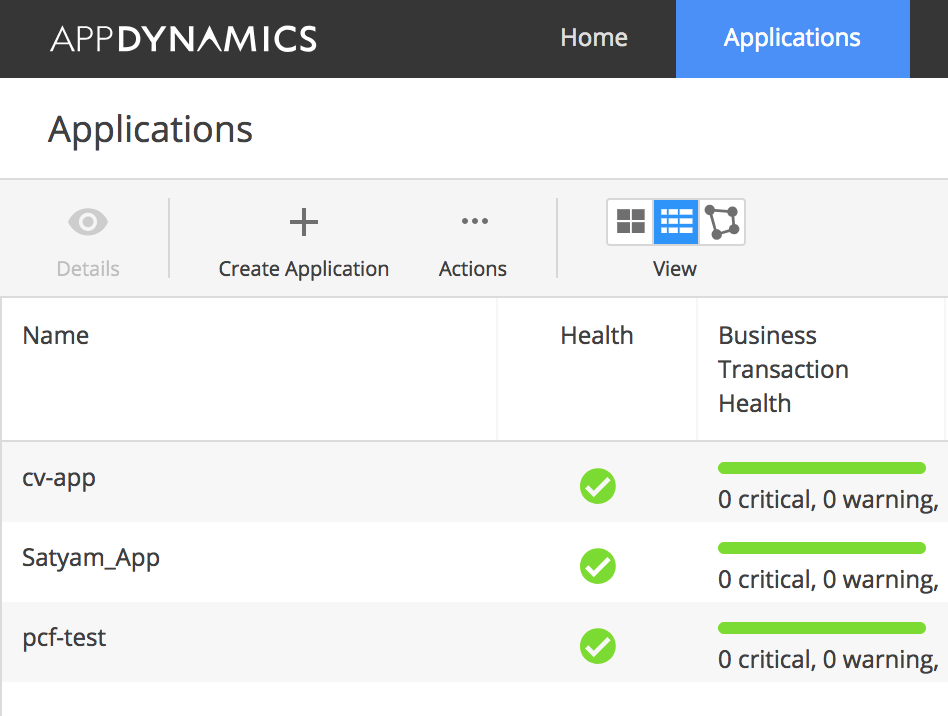 APPDYNAMICS
Home
Applications
Applications
Details
Create Application
Actions
View
Name
Health
Business
Transaction
Health
cv-app
0 critical, 0 warning,
Satyam_App
0 critical, 0 warning,
pcf-test
0 critical, 0 warning,